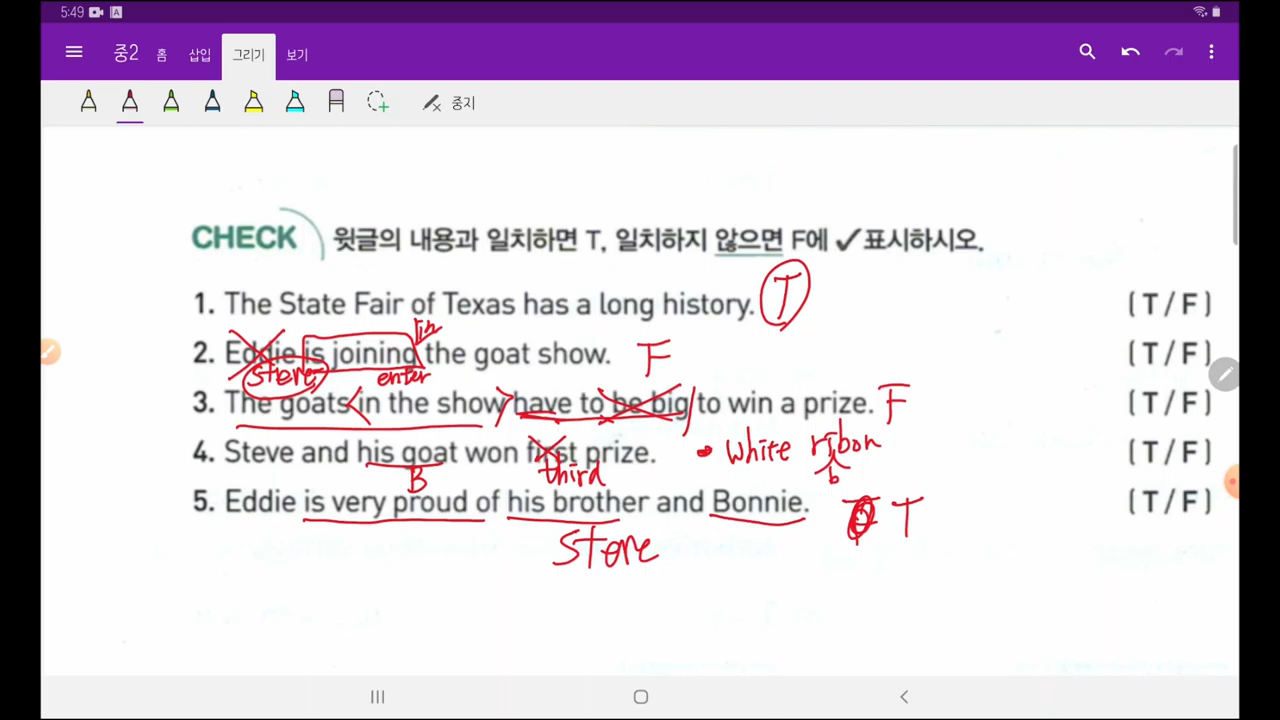 5:49 A
중2 홈 삽입 그리기 보기
중지
CHECK 윗글의 내용과 일치하면 T, 일치하지 않으면 F에 ✓표시하시오.
1. The State Fair of Texas has a long history. T ( T / F )
2. Eddie is joining the goat show. F ( T / F )
store enter
3. The goats in the show have to be big to win a prize. F ( T / F )
4. Steve and his goat won first prize. • white ribon ( T / F )
B third b
5. Eddie is very proud of his brother and Bonnie. T ( T / F )
Store